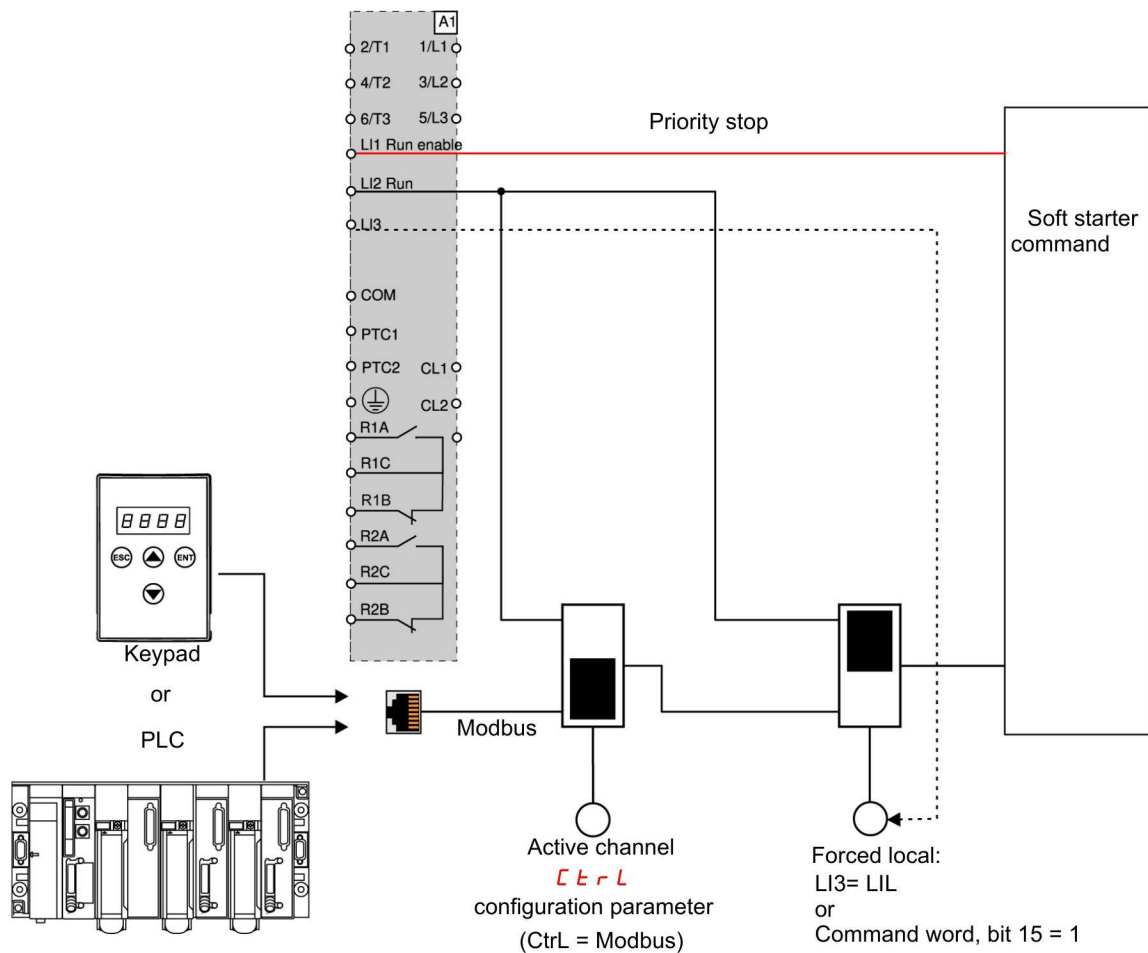 A1
2/T1 1/L1
4/T2 3/L2
6/T3 5/L3
LI1 Run enable
LI2 Run
LI3
COM
PTC1
PTC2 CL1
CL2
R1A
R1C
R1B
R2A
R2C
R2B
Priority stop
Soft starter
command
8888
ESC
ENT
Keypad
or
PLC
Modbus
Active channel
CtrL
configuration parameter
(CtrL = Modbus)
Forced local:
LI3= LIL
or
Command word, bit 15 = 1